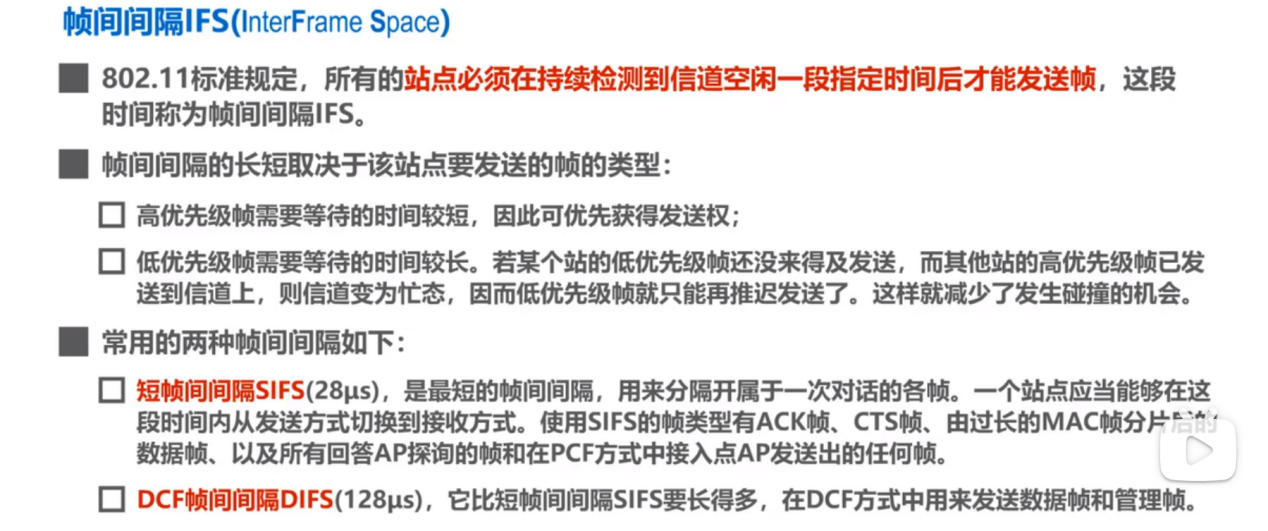 帧间间隔IFS(InterFrame Space)
802.11标准规定，所有的站点必须在持续检测到信道空闲一段指定时间后才能发送帧，这段
时间称为帧间间隔IFS。
帧间间隔的长短取决于该站点要发送的帧的类型：
高优先级帧需要等待的时间较短，因此可优先获得发送权；
低优先级帧需要等待的时间较长。若某个站的低优先级帧还没来得及发送，而其他站的高优先级帧已发
送到信道上，则信道变为忙态，因而低优先级帧就只能再推迟发送了。这样就减少了发生碰撞的机会。
常用的两种帧间间隔如下：
短帧间间隔SIFS(28μs)，是最短的帧间间隔，用来分隔开属于一次对话的各帧。一个站点应当能够在这
段时间内从发送方式切换到接收方式。使用SIFS的帧类型有ACK帧、CTS帧、由过长的MAC帧分片后的
数据帧、以及所有回答AP探询的帧和在PCF方式中接入点AP发送出的任何帧。
DCF帧间间隔DIFS(128μs)，它比短帧间间隔SIFS要长得多，在DCF方式中用来发送数据帧和管理帧。